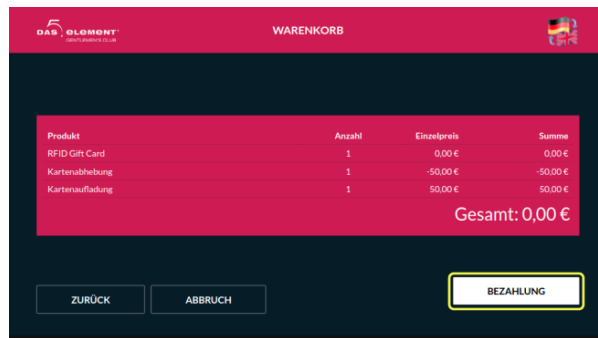 DAS 5 ELEMENT
GENTLEMEN'S CLUB
WARENKORB
Produkt Anzahl Einzelpreis Summe
RFID Gift Card 1 0,00 € 0,00 €
Kartenabhebung 1 -50,00 € -50,00 €
Kartenaufladung 1 50,00 € 50,00 €
Gesamt: 0,00 €
ZURÜCK ABBRUCH BEZAHLUNG